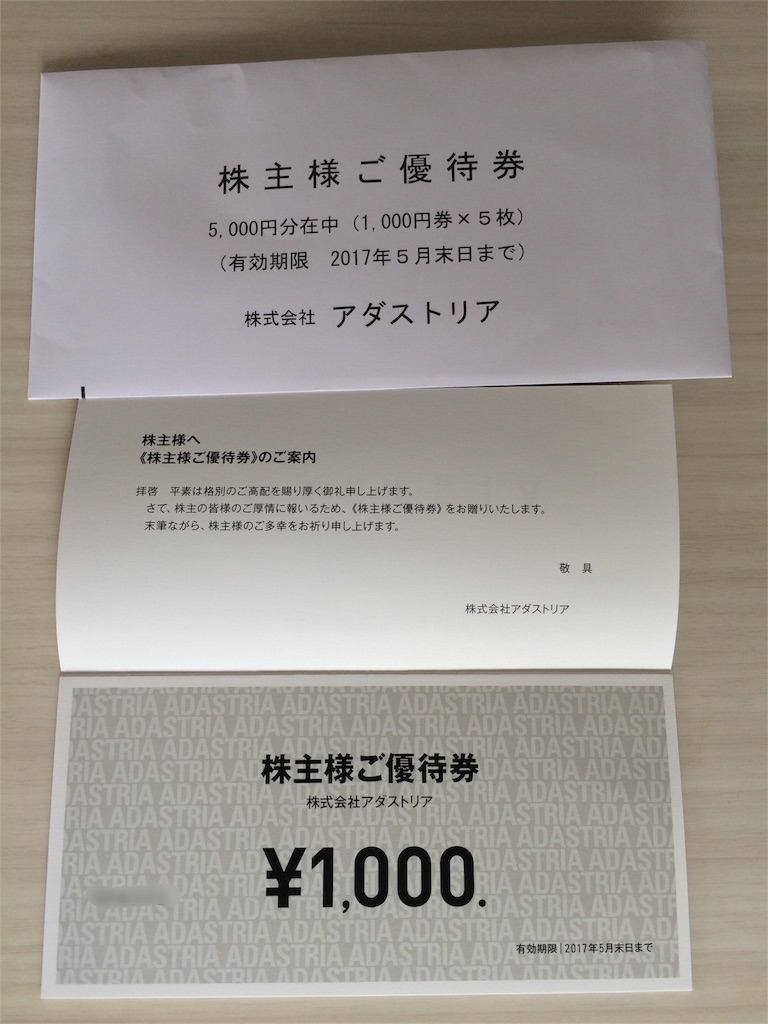 株主様ご優待券
5,000円分在中（1,000円券×５枚）
（有効期限　2017年５月末日まで）
株式会社 アダストリア
株主様へ
《株主様ご優待券》のご案内
拝啓　平素は格別のご高配を賜り厚く御礼申し上げます。
さて、株主の皆様のご厚情に報いるため、《株主様ご優待券》をお贈りいたします。
末筆ながら、株主様のご多幸をお祈り申し上げます。
敬　具
株式会社アダストリア
ADASTRIA ADASTRIA ADASTRIA
株主様ご優待券
株式会社アダストリア
¥1,000.
有効期限｜2017年5月末日まで